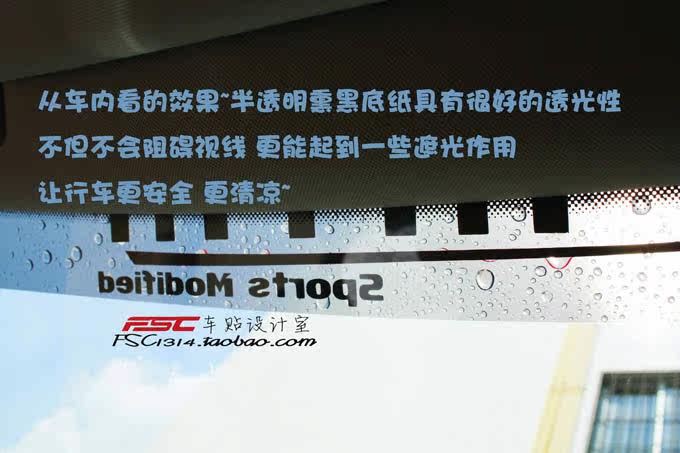 从车内看的效果~半透明熏黑底纸具有很好的透光性
不但不会阻碍视线 更能起到一些遮光作用
让行车更安全 更清凉~
Sports Modified
FSC 车贴设计室
FSC1314.taobao.com